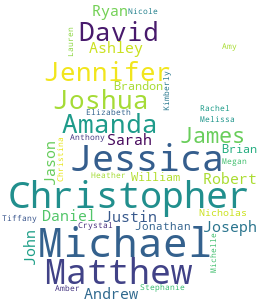 Ryan Nicole
David
Lauren Ashley Amy
Jennifer
Brandon Kimberly
Joshua
Elizabeth Rachel
Amanda Melissa
Anthony Sarah James
Jason Christina Brian
Jessica Megan
Heather William Robert
Christopher
Tiffany Daniel Justin Nicholas
Crystal Jonathan Joseph
John Michael Michelle
Matthew
Amber Stephanie
Andrew